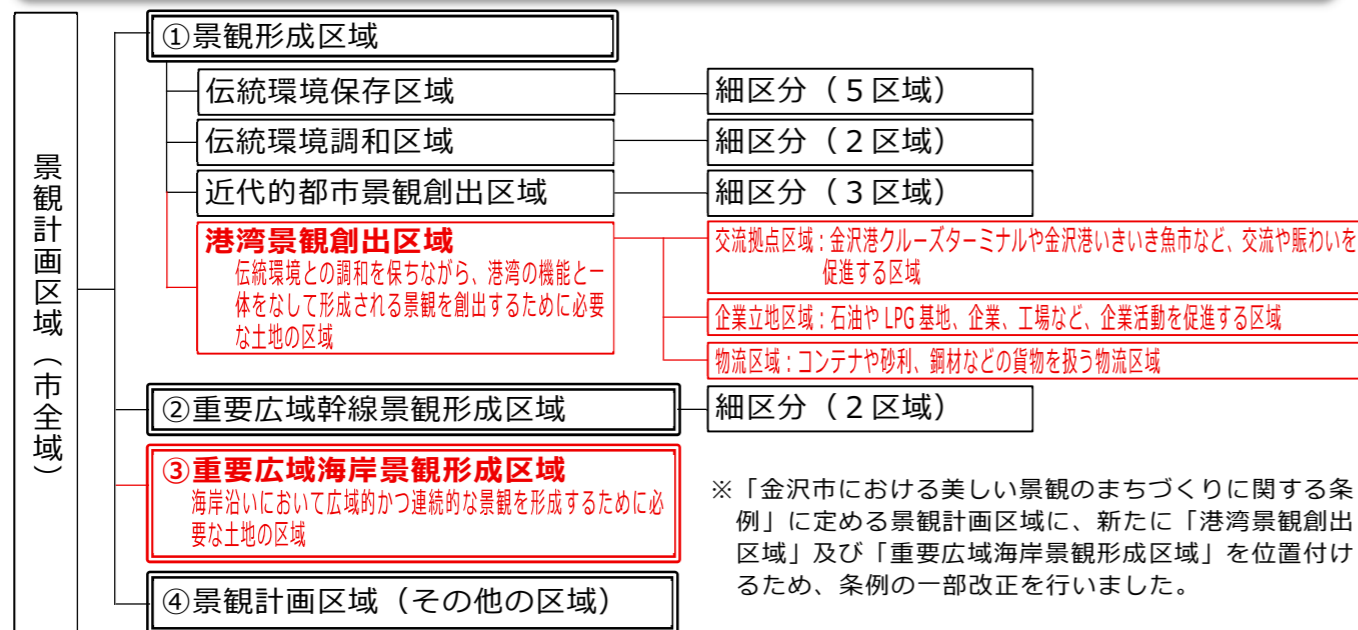 景観計画区域（市全域）
①景観形成区域
伝統環境保存区域
細区分（５区域）
伝統環境調和区域
細区分（２区域）
近代的都市景観創出区域
細区分（３区域）
港湾景観創出区域
伝統環境との調和を保ちながら、港湾の機能と一
体をなして形成される景観を創出するために必要
な土地の区域
交流拠点区域：金沢港クルーズターミナルや金沢港いきいき魚市など、交流や賑わいを
促進する区域
企業立地区域：石油や LPG 基地、企業、工場など、企業活動を促進する区域
物流区域：コンテナや砂利、鋼材などの貨物を扱う物流区域
②重要広域幹線景観形成区域
細区分（２区域）
③重要広域海岸景観形成区域
海岸沿いにおいて広域的かつ連続的な景観を形成するために必
要な土地の区域
④景観計画区域（その他の区域）
※「金沢市における美しい景観のまちづくりに関する条
例」に定める景観計画区域に、新たに「港湾景観創出
区域」及び「重要広域海岸景観形成区域」を位置付け
るため、条例の一部改正を行いました。